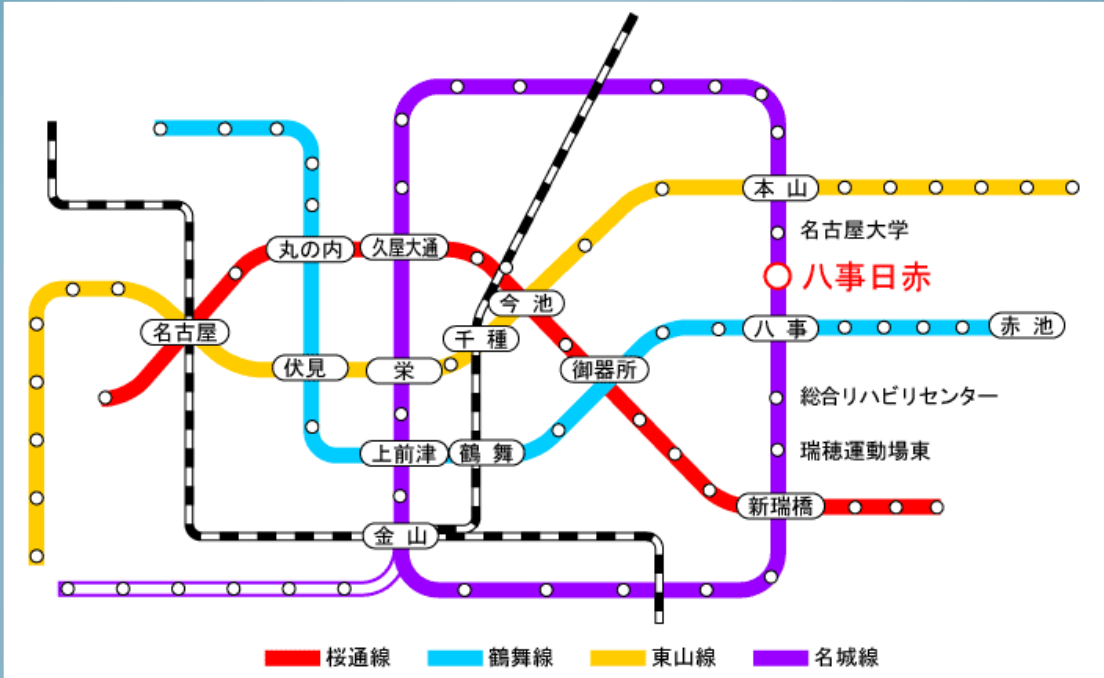 本山
名古屋大学
丸の内
久屋大通
八事日赤
今池
名古屋
千種
八事
赤池
伏見
栄
御器所
総合リハビリセンター
上前津
鶴舞
瑞穂運動場東
新瑞橋
金山
桜通線
鶴舞線
東山線
名城線